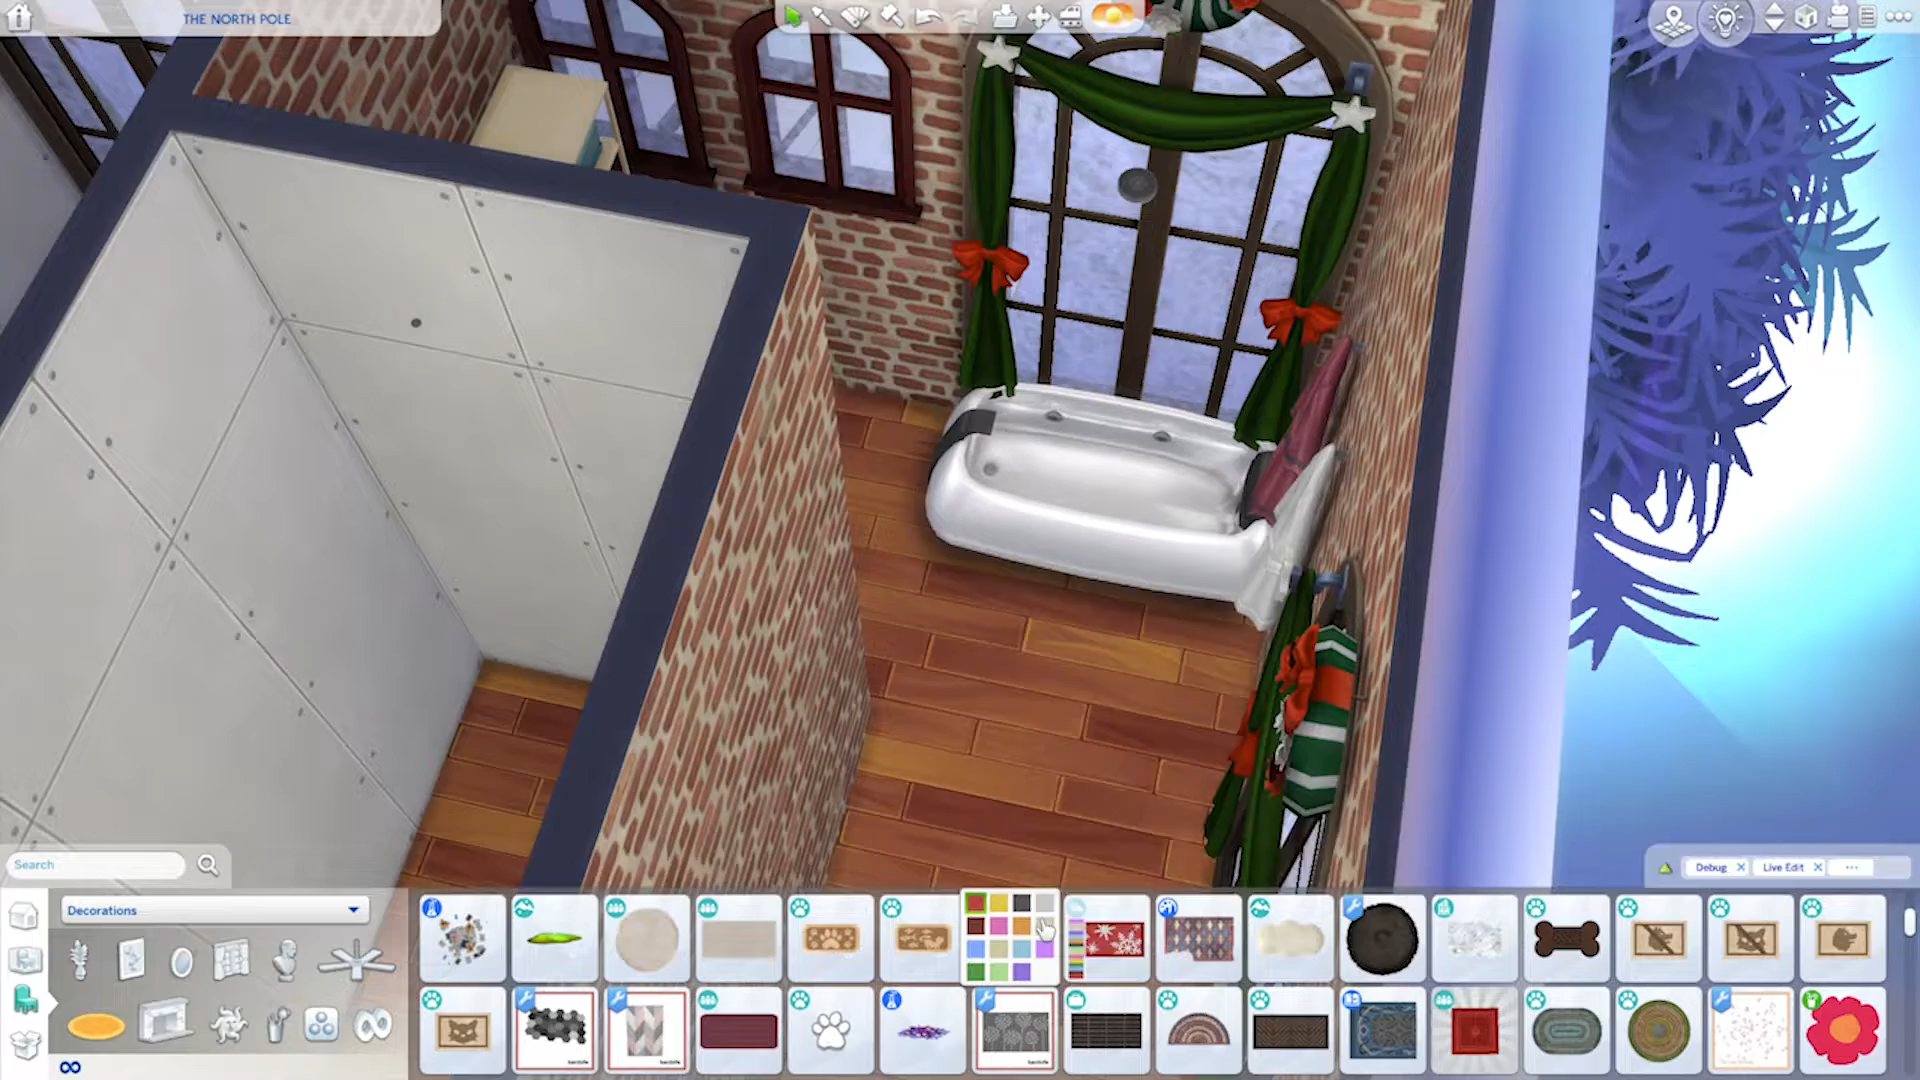 THE NORTH POLE
Search
Debug
Live Edit
Decorations